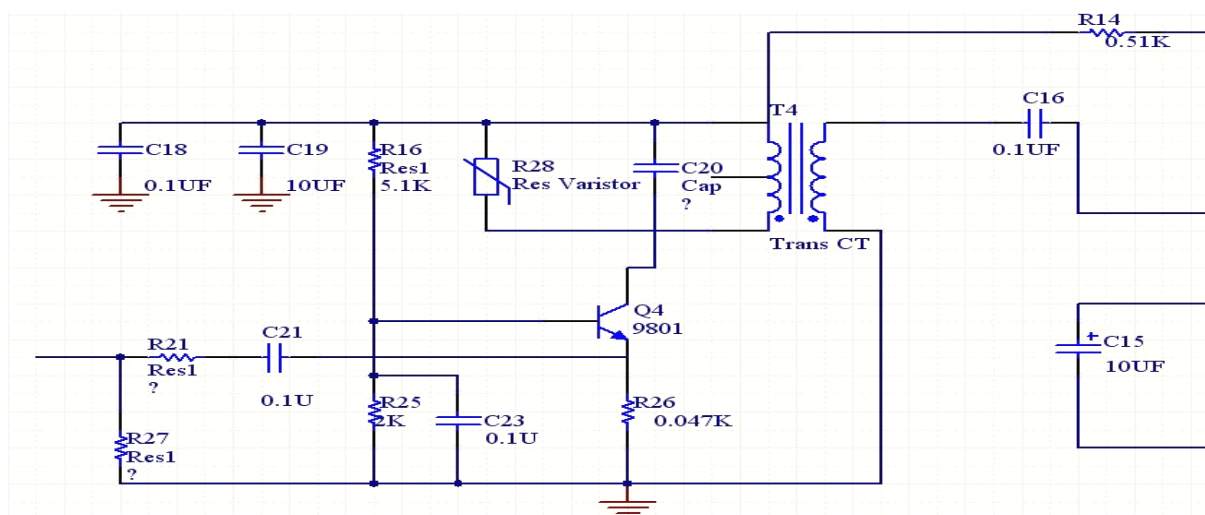 R14
0.51K
T4
C16
0.1UF
C18
0.1UF
C19
10UF
R16
Res1
5.1K
R28
Res Varistor
C20
Cap
?
Trans CT
Q4
9801
R21
Res1
?
C21
0.1U
R25
2K
C23
0.1U
R26
0.047K
R27
Res1
?
+
C15
10UF